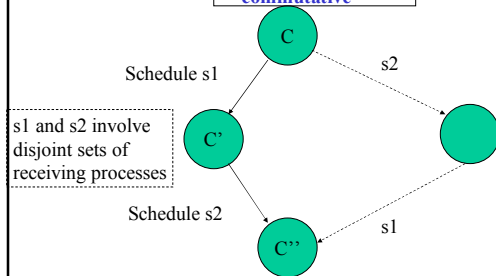 commutative
C
Schedule s1
s2
s1 and s2 involve
disjoint sets of
receiving processes
C'
Schedule s2
s1
C''